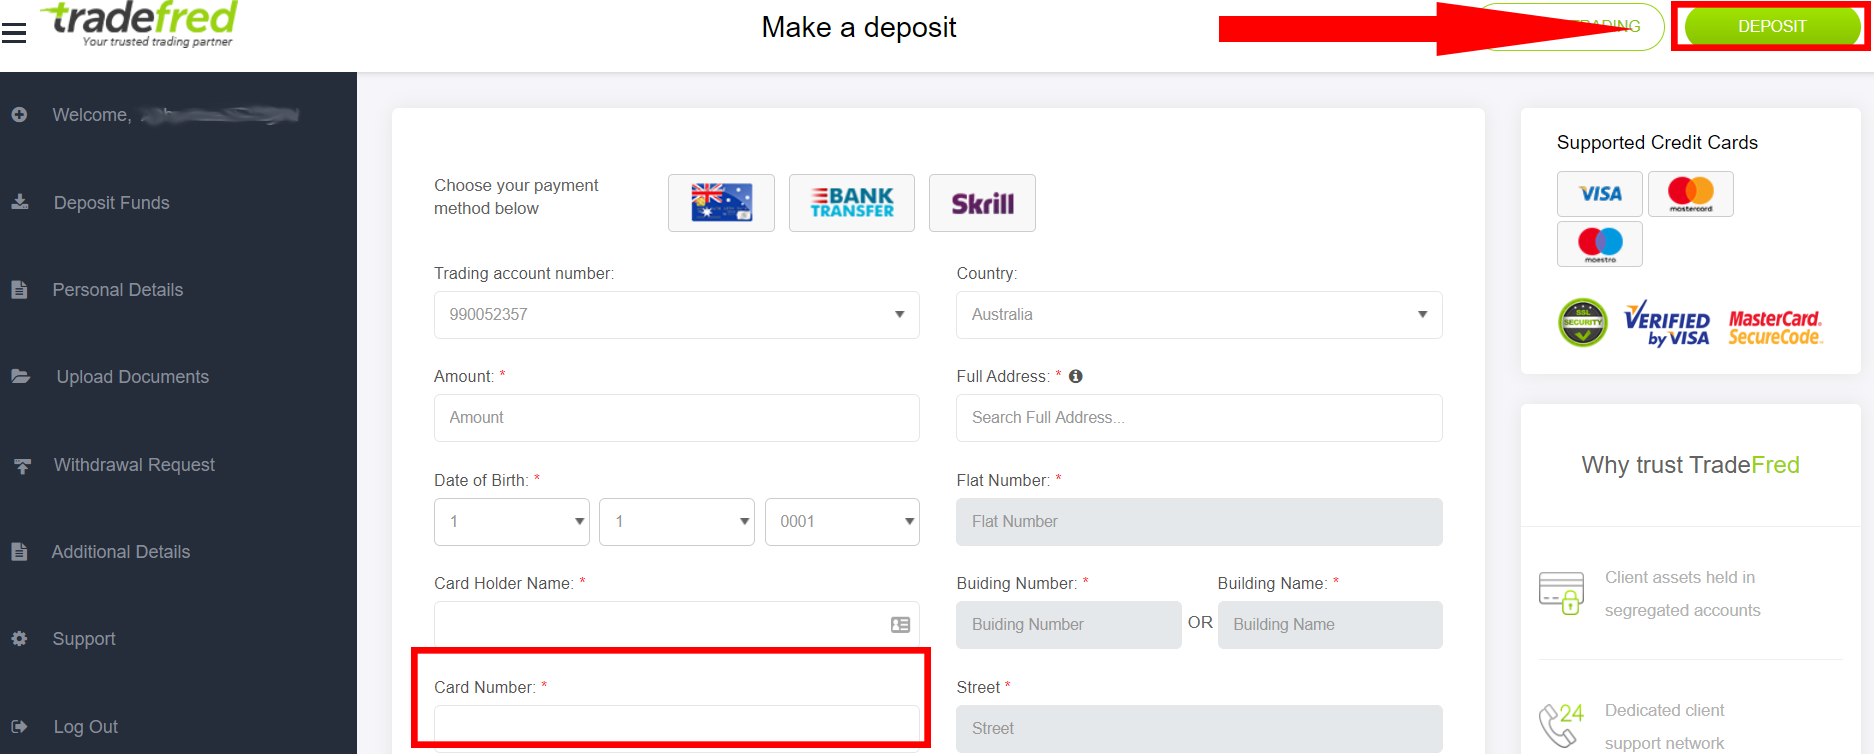 tradefred
Your trusted trading partner
Make a deposit
TRADING
DEPOSIT
Welcome,
Deposit Funds
Personal Details
Upload Documents
Withdrawal Request
Additional Details
Support
Log Out
Choose your payment
method below
BANK
TRANSFER
Skrill
Trading account number:
990052357
Country:
Australia
Amount: *
Amount
Full Address: *
Search Full Address...
Date of Birth: *
1
1
0001
Flat Number: *
Flat Number
Card Holder Name: *
Buiding Number: *
Buiding Number
OR
Building Name: *
Building Name
Card Number: *
Street *
Street
Supported Credit Cards
VISA
mastercard
maestro
SSL
SECURITY
VERIFIED
by VISA
MasterCard.
SecureCode.
Why trust TradeFred
Client assets held in
segregated accounts
24
Dedicated client
support network